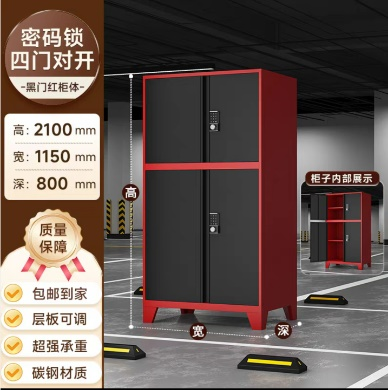 密码锁
四门对开
-黑门红柜体-
高: 2100 mm
宽: 1150 mm
深: 800 mm
质量
保障
包邮到家
层板可调
超强承重
碳钢材质
高
宽
深
柜子内部展示